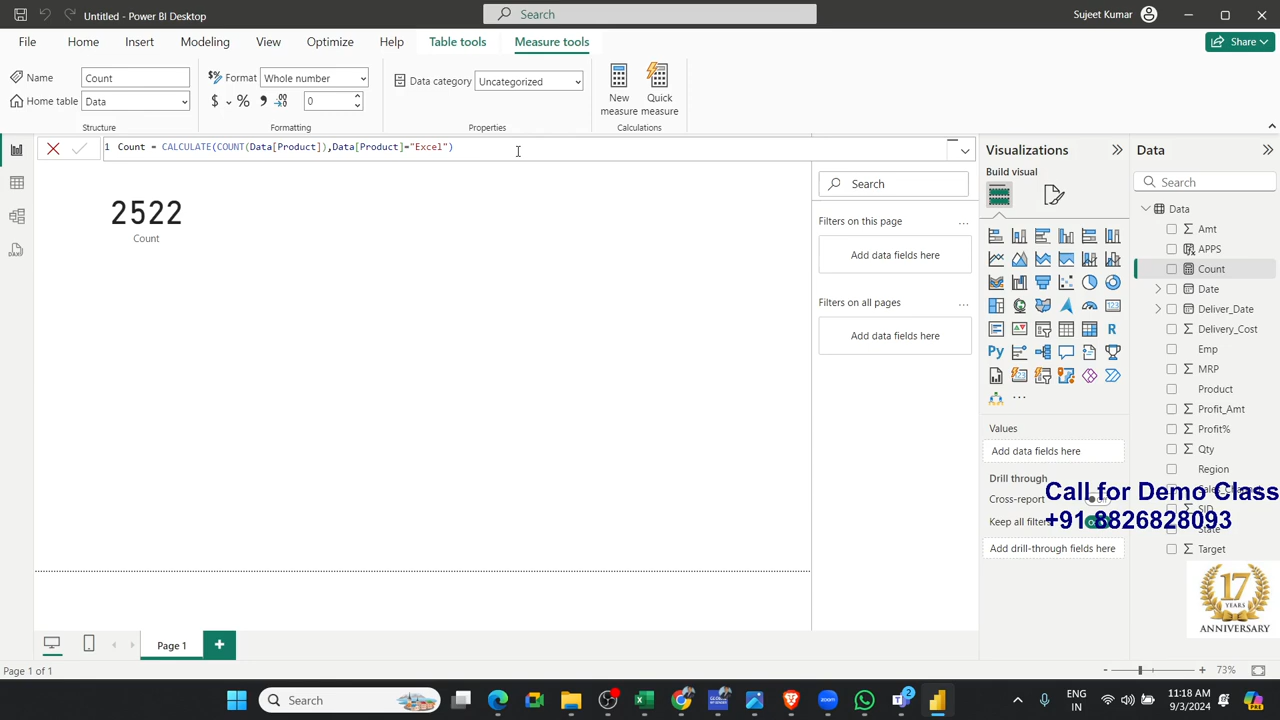 Untitled - Power BI Desktop
Search
Sujeet Kumar
File
Home
Insert
Modeling
View
Optimize
Help
Table tools
Measure tools
Share
Name
Count
Format
Whole number
Data category
Uncategorized
New measure
Quick measure
Home table
Data
$
%
0
Structure
Formatting
Properties
Calculations
1 Count = CALCULATE(COUNT(Data[Product]),Data[Product]="Excel")
2522
Count
Search
Filters on this page
...
Add data fields here
Filters on all pages
...
Add data fields here
Visualizations
Build visual
R
Py
...
Values
Add data fields here
Drill through
Cross-report
Keep all filters
Add drill-through fields here
Data
Search
Data
Amt
APPS
Count
Date
Deliver_Date
Delivery_Cost
Emp
MRP
Product
Profit_Amt
Profit%
Qty
Region
SID
State
Target
Call for Demo Class
+91 8826828093
17
YEARS
ANNIVERSARY
Page 1
Page 1 of 1
73%
Search
2
ENG
IN
11:18 AM
9/3/2024